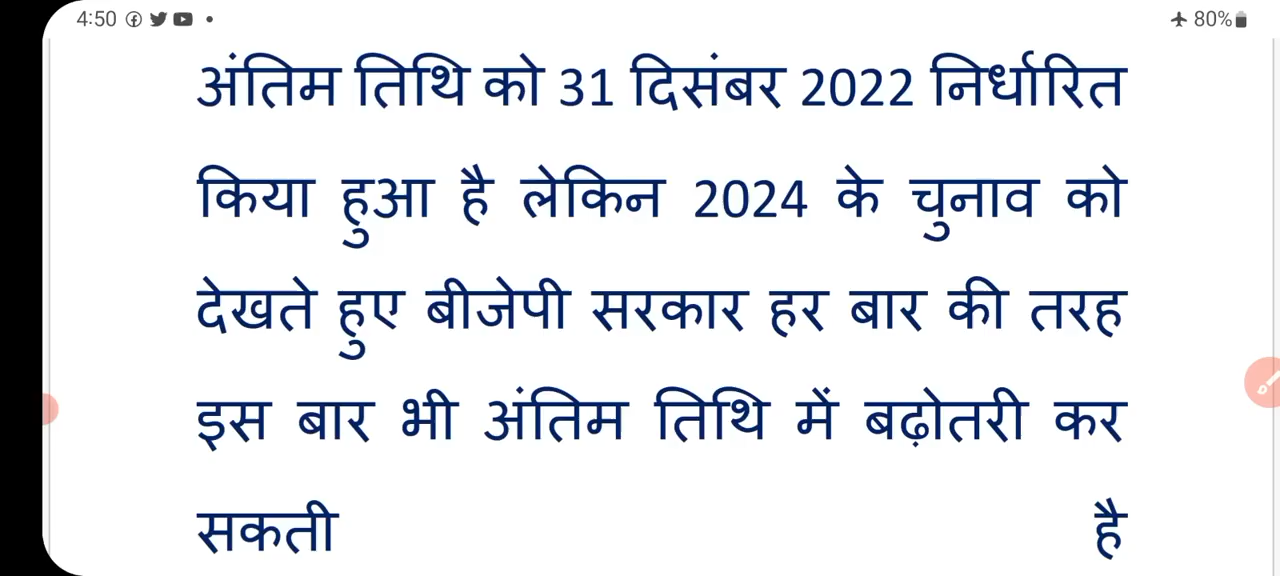 4:50
80%
अंतिम तिथि को 31 दिसंबर 2022 निर्धारित
किया हुआ है लेकिन 2024 के चुनाव को
देखते हुए बीजेपी सरकार हर बार की तरह
इस बार भी अंतिम तिथि में बढ़ोतरी कर
सकती है